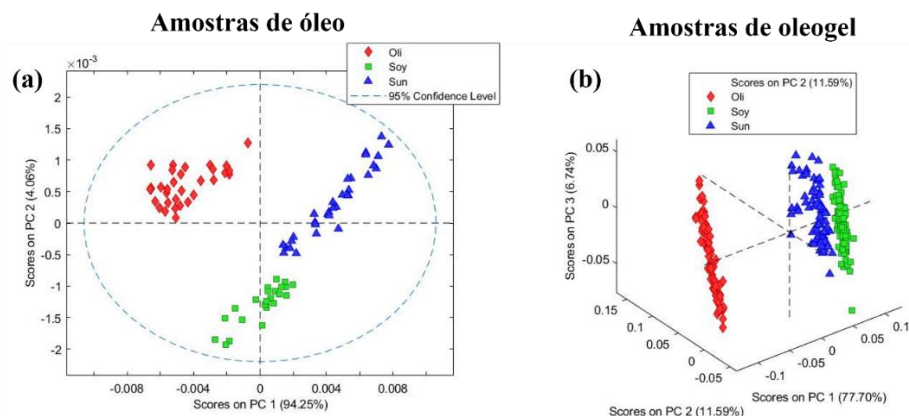 Amostras de óleo
Amostras de oleogel
(a)
×10⁻³
Oli
Soy
Sun
95% Confidence Level
2
1.5
1
0.5
0
-0.5
-1
-1.5
-2
Scores on PC 2 (4.06%)
-0.008
-0.004
0
0.004
0.008
Scores on PC 1 (94.25%)
(b)
Scores on PC 2 (11.59%)
Oli
Soy
Sun
0.05
0
-0.05
Scores on PC 3 (6.74%)
0.15
0.1
0.05
0
-0.05
Scores on PC 2 (11.59%)
-0.1
-0.05
0
0.05
0.1
Scores on PC 1 (77.70%)